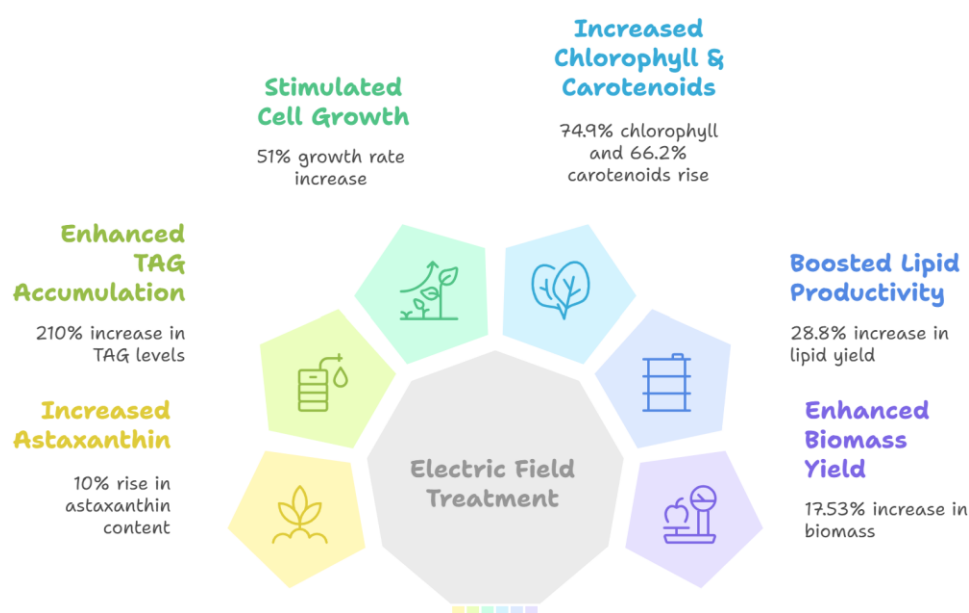 Increased
Chlorophyll &
Carotenoids
74.9% chlorophyll
and 66.2%
carotenoids rise
Stimulated
Cell Growth
51% growth rate
increase
Enhanced
TAG
Accumulation
210% increase in
TAG levels
Boosted Lipid
Productivity
28.8% increase in
lipid yield
Increased
Astaxanthin
10% rise in
astaxanthin
content
Enhanced
Biomass
Yield
17.53% increase in
biomass
Electric Field
Treatment